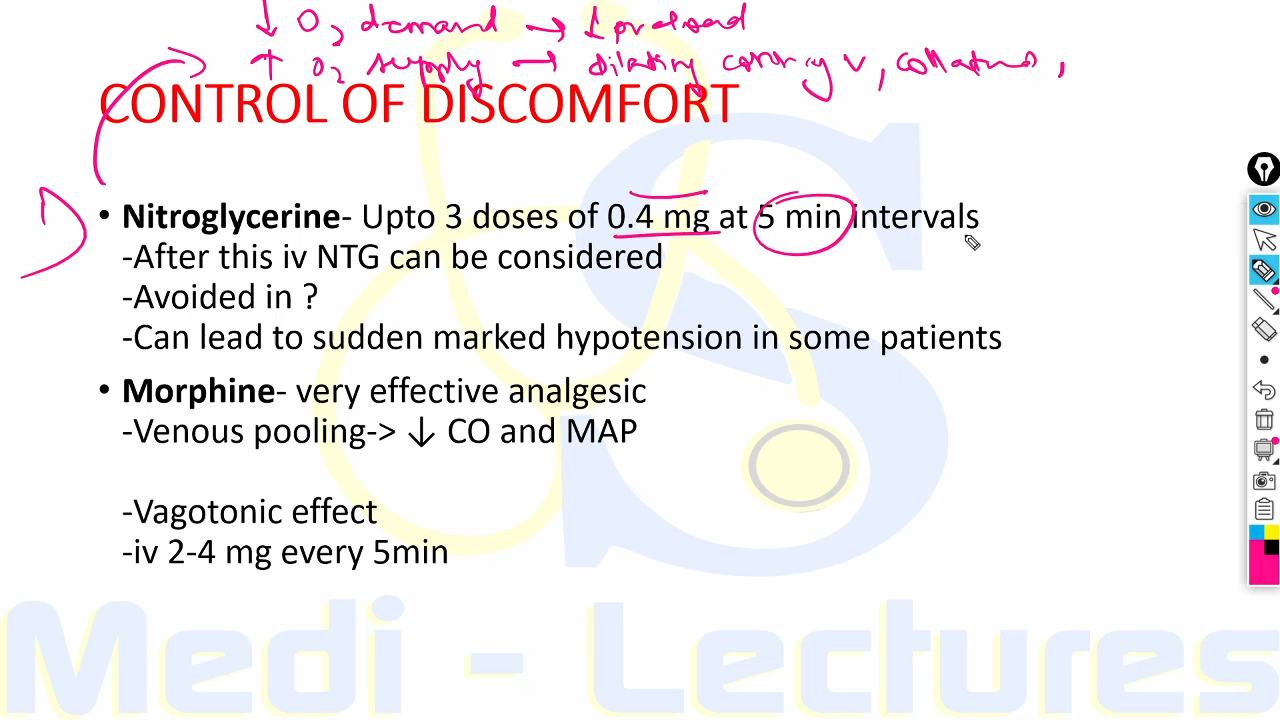 ↓ O2 demand → ↓ preload
↑ O2 supply → dilating coronary v, collaterals,
CONTROL OF DISCOMFORT
• Nitroglycerine- Upto 3 doses of 0.4 mg at 5 min intervals
-After this iv NTG can be considered
-Avoided in ?
-Can lead to sudden marked hypotension in some patients
• Morphine- very effective analgesic
-Venous pooling-> ↓ CO and MAP
-Vagotonic effect
-iv 2-4 mg every 5min
Medi - Lectures